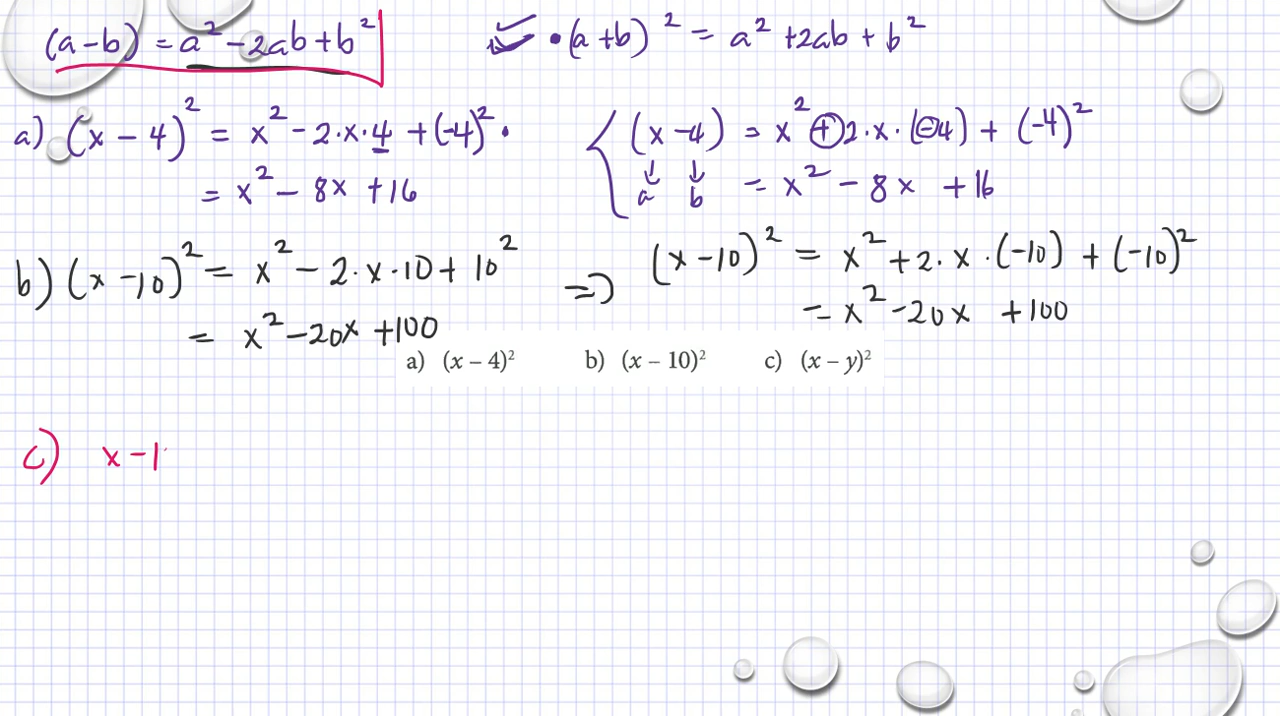 (a-b) = a² - 2ab + b²
• (a+b)² = a² + 2ab + b²
a) (x - 4)² = x² - 2·x·4 + (-4)²·
= x² - 8x + 16
(x - 4) = x² + 2·x·(-4) + (-4)²
a b = x² - 8x + 16
b) (x - 10)² = x² - 2·x·10 + 10²
= x² - 20x + 100
=> (x - 10)² = x² + 2·x·(-10) + (-10)²
= x² - 20x + 100
a) (x – 4)² b) (x – 10)² c) (x – y)²
c) x - 1